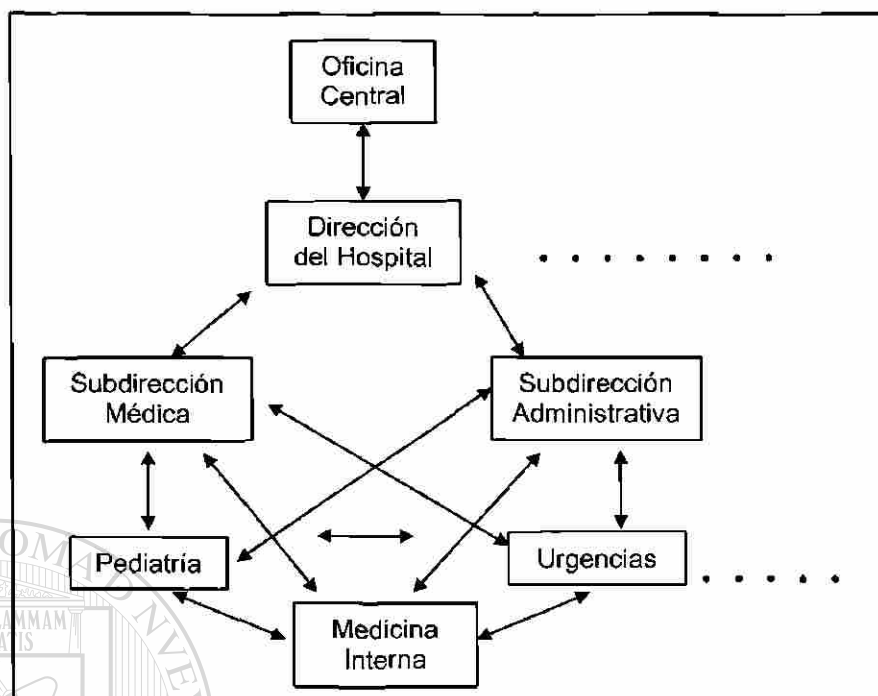 Oficina
Central
Dirección
del Hospital
Subdirección
Médica
Subdirección
Administrativa
Pediatría
Urgencias
Medicina
Interna